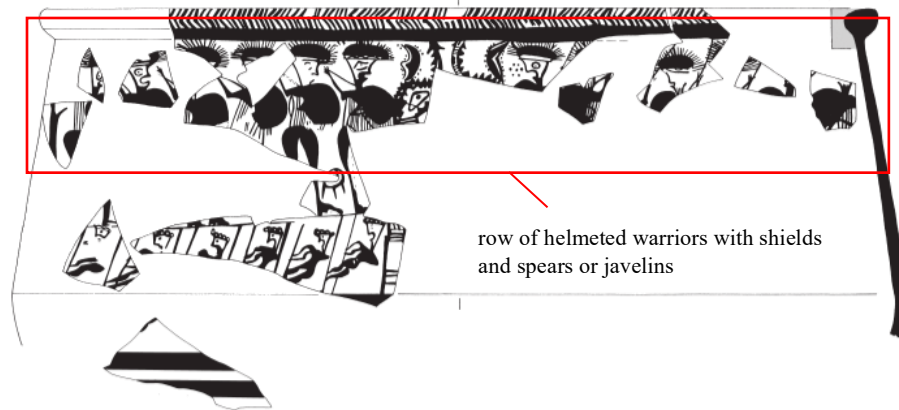 row of helmeted warriors with shields
and spears or javelins